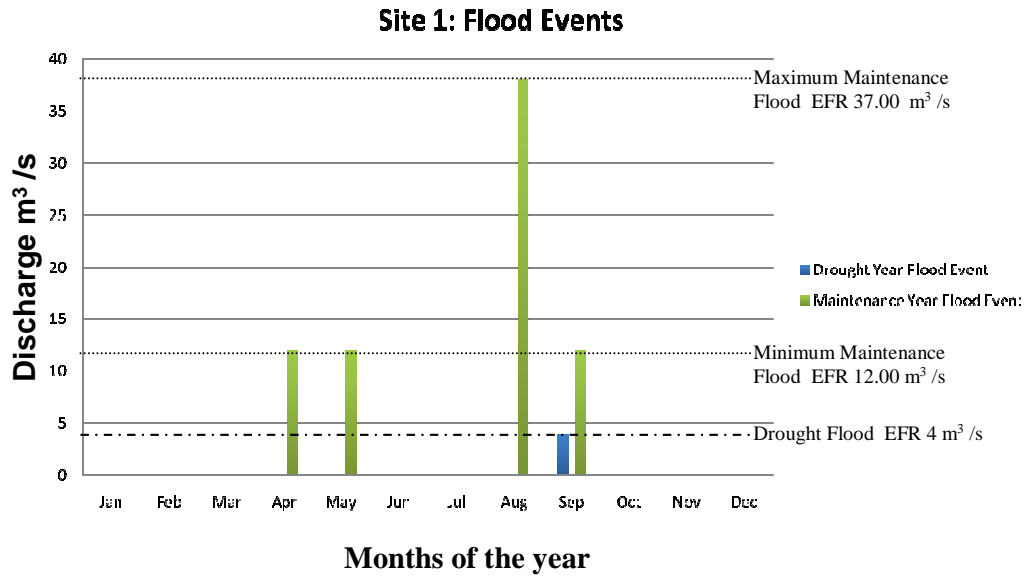 Site 1: Flood Events
40
35
30
25
20
15
10
5
0
Discharge m³ /s
Maximum Maintenance
Flood EFR 37.00 m³ /s
Drought Year Flood Event
Maintenance Year Flood Even
Minimum Maintenance
Flood EFR 12.00 m³ /s
Drought Flood EFR 4 m³ /s
Jan Feb Mar Apr May Jun Jul Aug Sep Oct Nov Dec
Months of the year